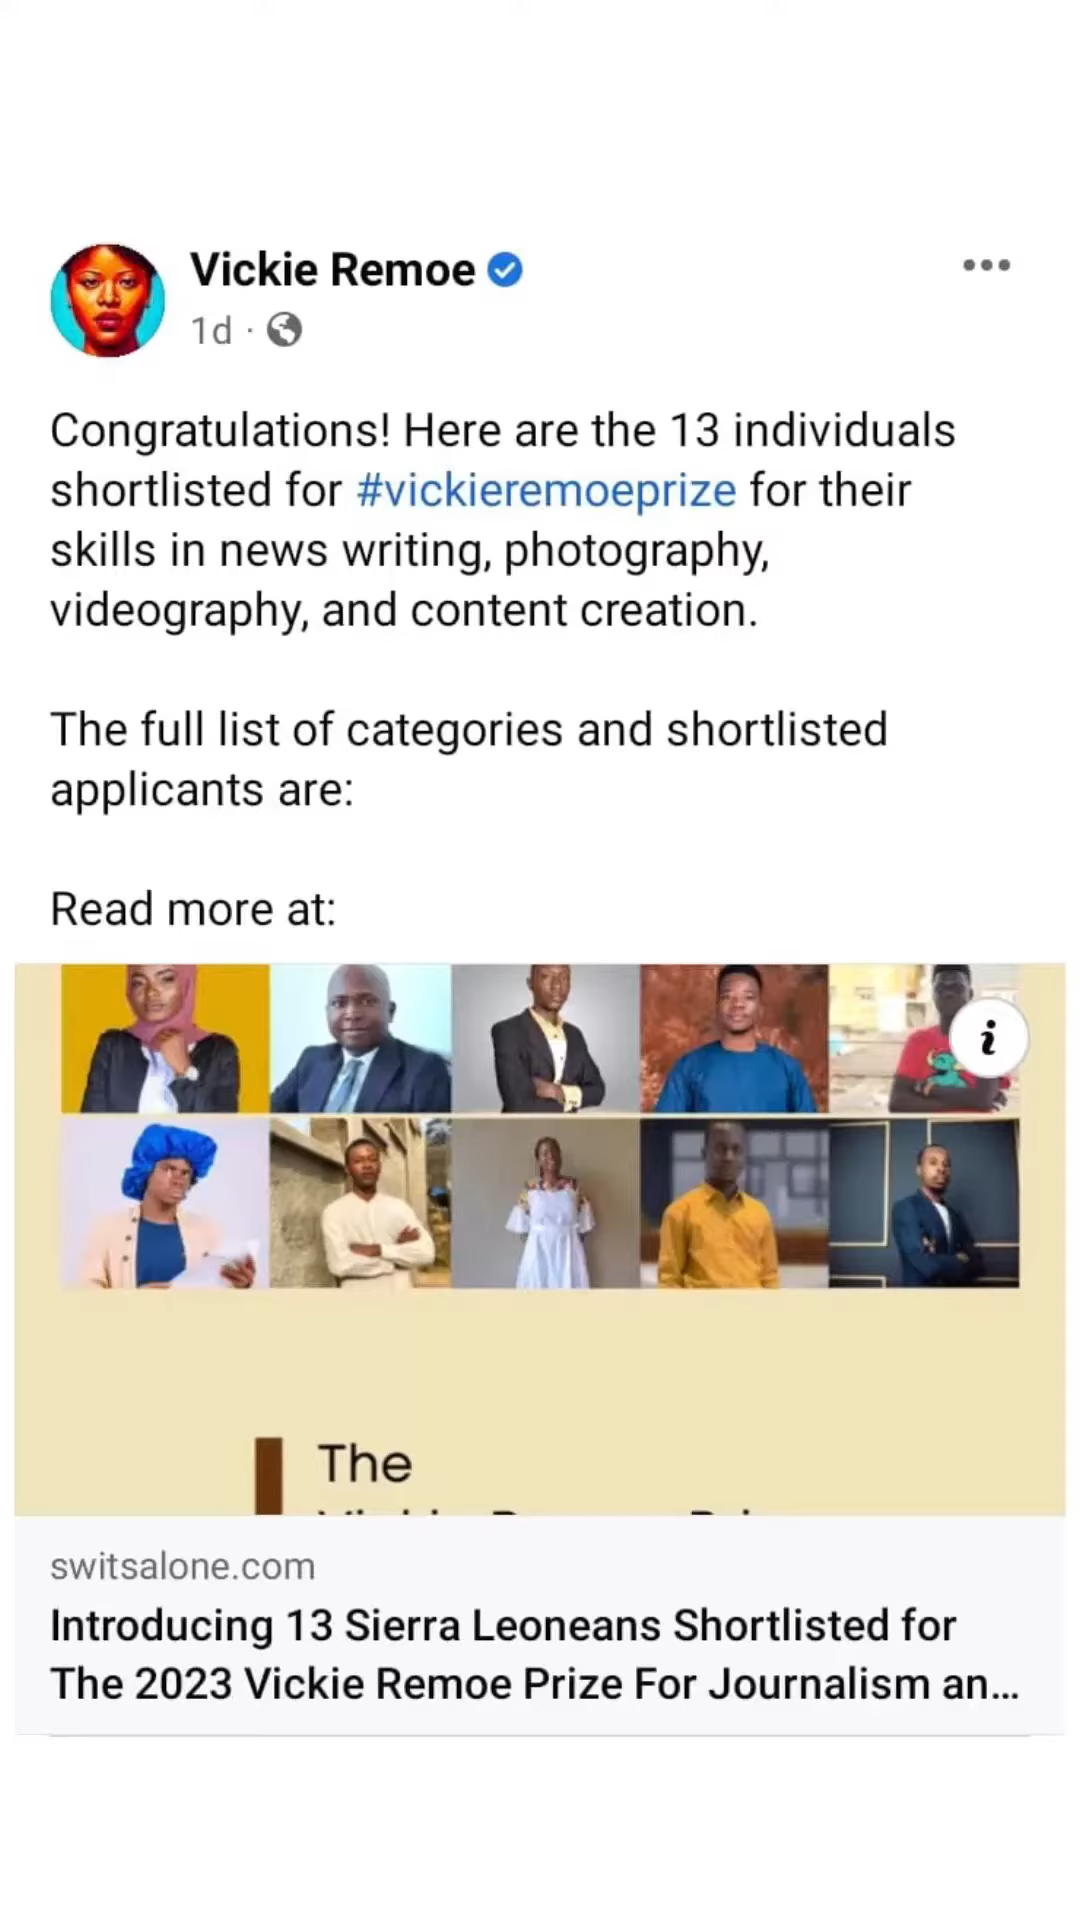 Vickie Remoe
1d ·
Congratulations! Here are the 13 individuals
shortlisted for #vickieremoeprize for their
skills in news writing, photography,
videography, and content creation.
The full list of categories and shortlisted
applicants are:
Read more at:
i
The
switsalone.com
Introducing 13 Sierra Leoneans Shortlisted for
The 2023 Vickie Remoe Prize For Journalism an...